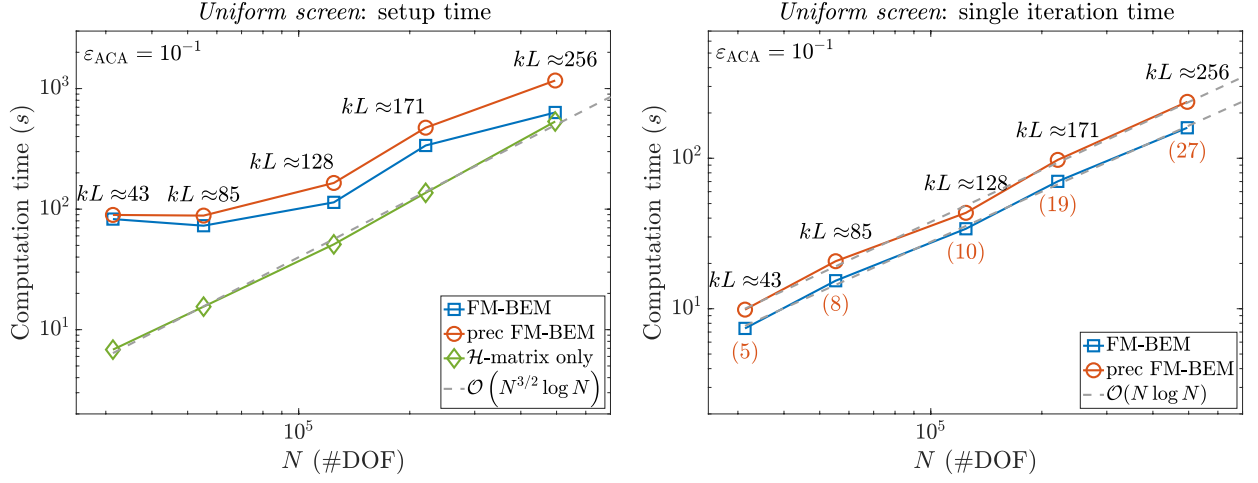 Uniform screen: setup time
ε_ACA = 10^-1
kL ≈256
kL ≈171
kL ≈128
kL ≈43
kL ≈85
10^3
10^2
10^1
Computation time (s)
FM-BEM
prec FM-BEM
ℋ-matrix only
𝒪 (N^{3/2} log N)
10^5
N (#DOF)
Uniform screen: single iteration time
ε_ACA = 10^-1
kL ≈256
kL ≈171
kL ≈128
kL ≈85
kL ≈43
(27)
(19)
(10)
(8)
(5)
10^2
10^1
Computation time (s)
FM-BEM
prec FM-BEM
𝒪(N log N)
10^5
N (#DOF)